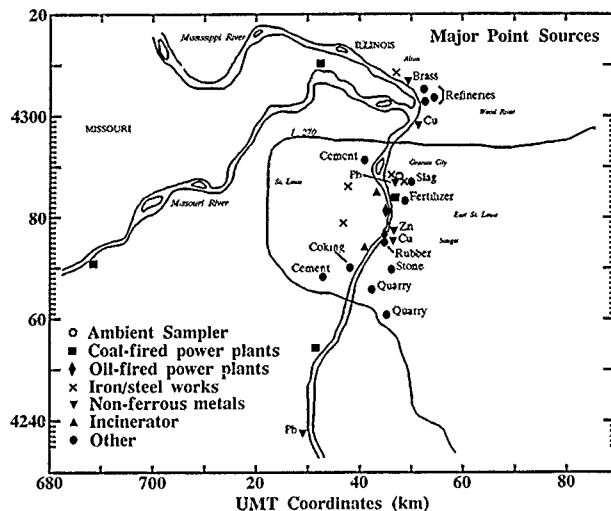 Major Point Sources
20
4300
80
60
4240
680
700
20
40
60
80
UMT Coordinates (km)
Mississippi River
ILLINOIS
Alton
Brass
Refineries
Wood River
Cu
MISSOURI
I-270
Cement
Granite City
Pb
Slag
St. Louis
Fertilizer
Missouri River
East St. Louis
Zn
Sauget
Cu
Rubber
Coking
Stone
Cement
Quarry
Quarry
Pb
Ambient Sampler
Coal-fired power plants
Oil-fired power plants
Iron/steel works
Non-ferrous metals
Incinerator
Other